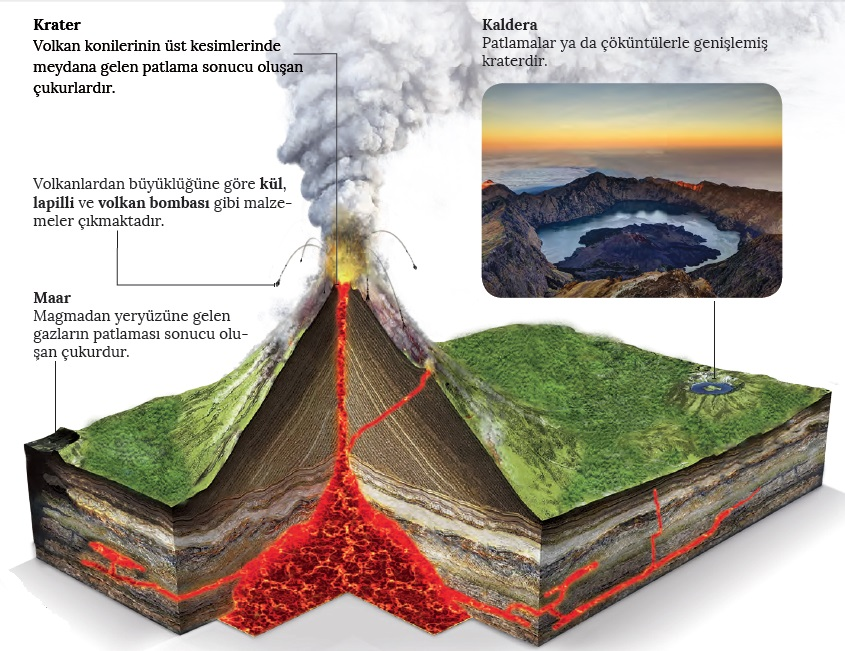 Krater
Volkan konilerinin üst kesimlerinde
meydana gelen patlama sonucu oluşan
çukurlardır.
Volkanlardan büyüklüğüne göre kül,
lapilli ve volkan bombası gibi malze-
meler çıkmaktadır.
Maar
Magmadan yeryüzüne gelen
gazların patlaması sonucu olu-
şan çukurdur.
Kaldera
Patlamalar ya da çöküntülerle genişlemiş
kraterdir.